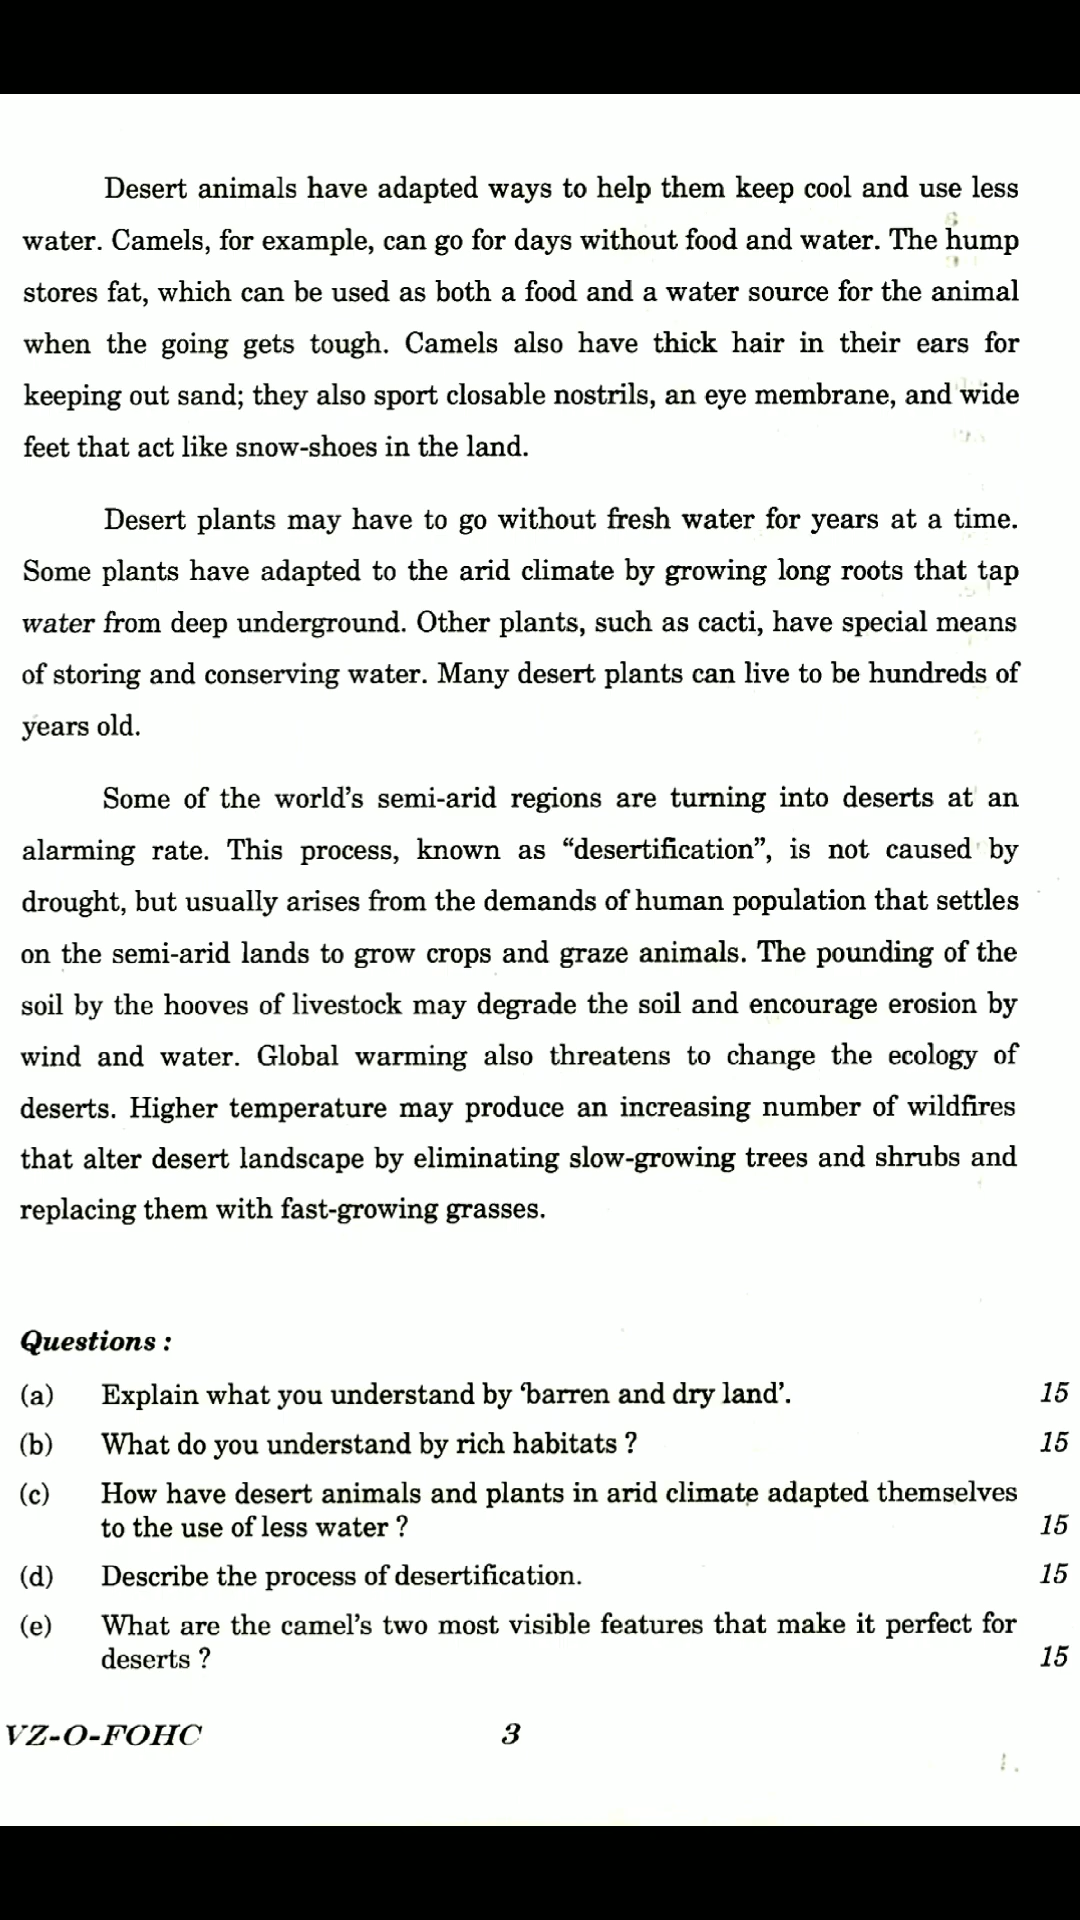 Desert animals have adapted ways to help them keep cool and use less
water. Camels, for example, can go for days without food and water. The hump
stores fat, which can be used as both a food and a water source for the animal
when the going gets tough. Camels also have thick hair in their ears for
keeping out sand; they also sport closable nostrils, an eye membrane, and wide
feet that act like snow-shoes in the land.
Desert plants may have to go without fresh water for years at a time.
Some plants have adapted to the arid climate by growing long roots that tap
water from deep underground. Other plants, such as cacti, have special means
of storing and conserving water. Many desert plants can live to be hundreds of
years old.
Some of the world's semi-arid regions are turning into deserts at an
alarming rate. This process, known as “desertification”, is not caused by
drought, but usually arises from the demands of human population that settles
on the semi-arid lands to grow crops and graze animals. The pounding of the
soil by the hooves of livestock may degrade the soil and encourage erosion by
wind and water. Global warming also threatens to change the ecology of
deserts. Higher temperature may produce an increasing number of wildfires
that alter desert landscape by eliminating slow-growing trees and shrubs and
replacing them with fast-growing grasses.
Questions :
(a) Explain what you understand by ‘barren and dry land’. 15
(b) What do you understand by rich habitats ? 15
(c) How have desert animals and plants in arid climate adapted themselves
to the use of less water ? 15
(d) Describe the process of desertification. 15
(e) What are the camel's two most visible features that make it perfect for
deserts ? 15
VZ-O-FOHC 3